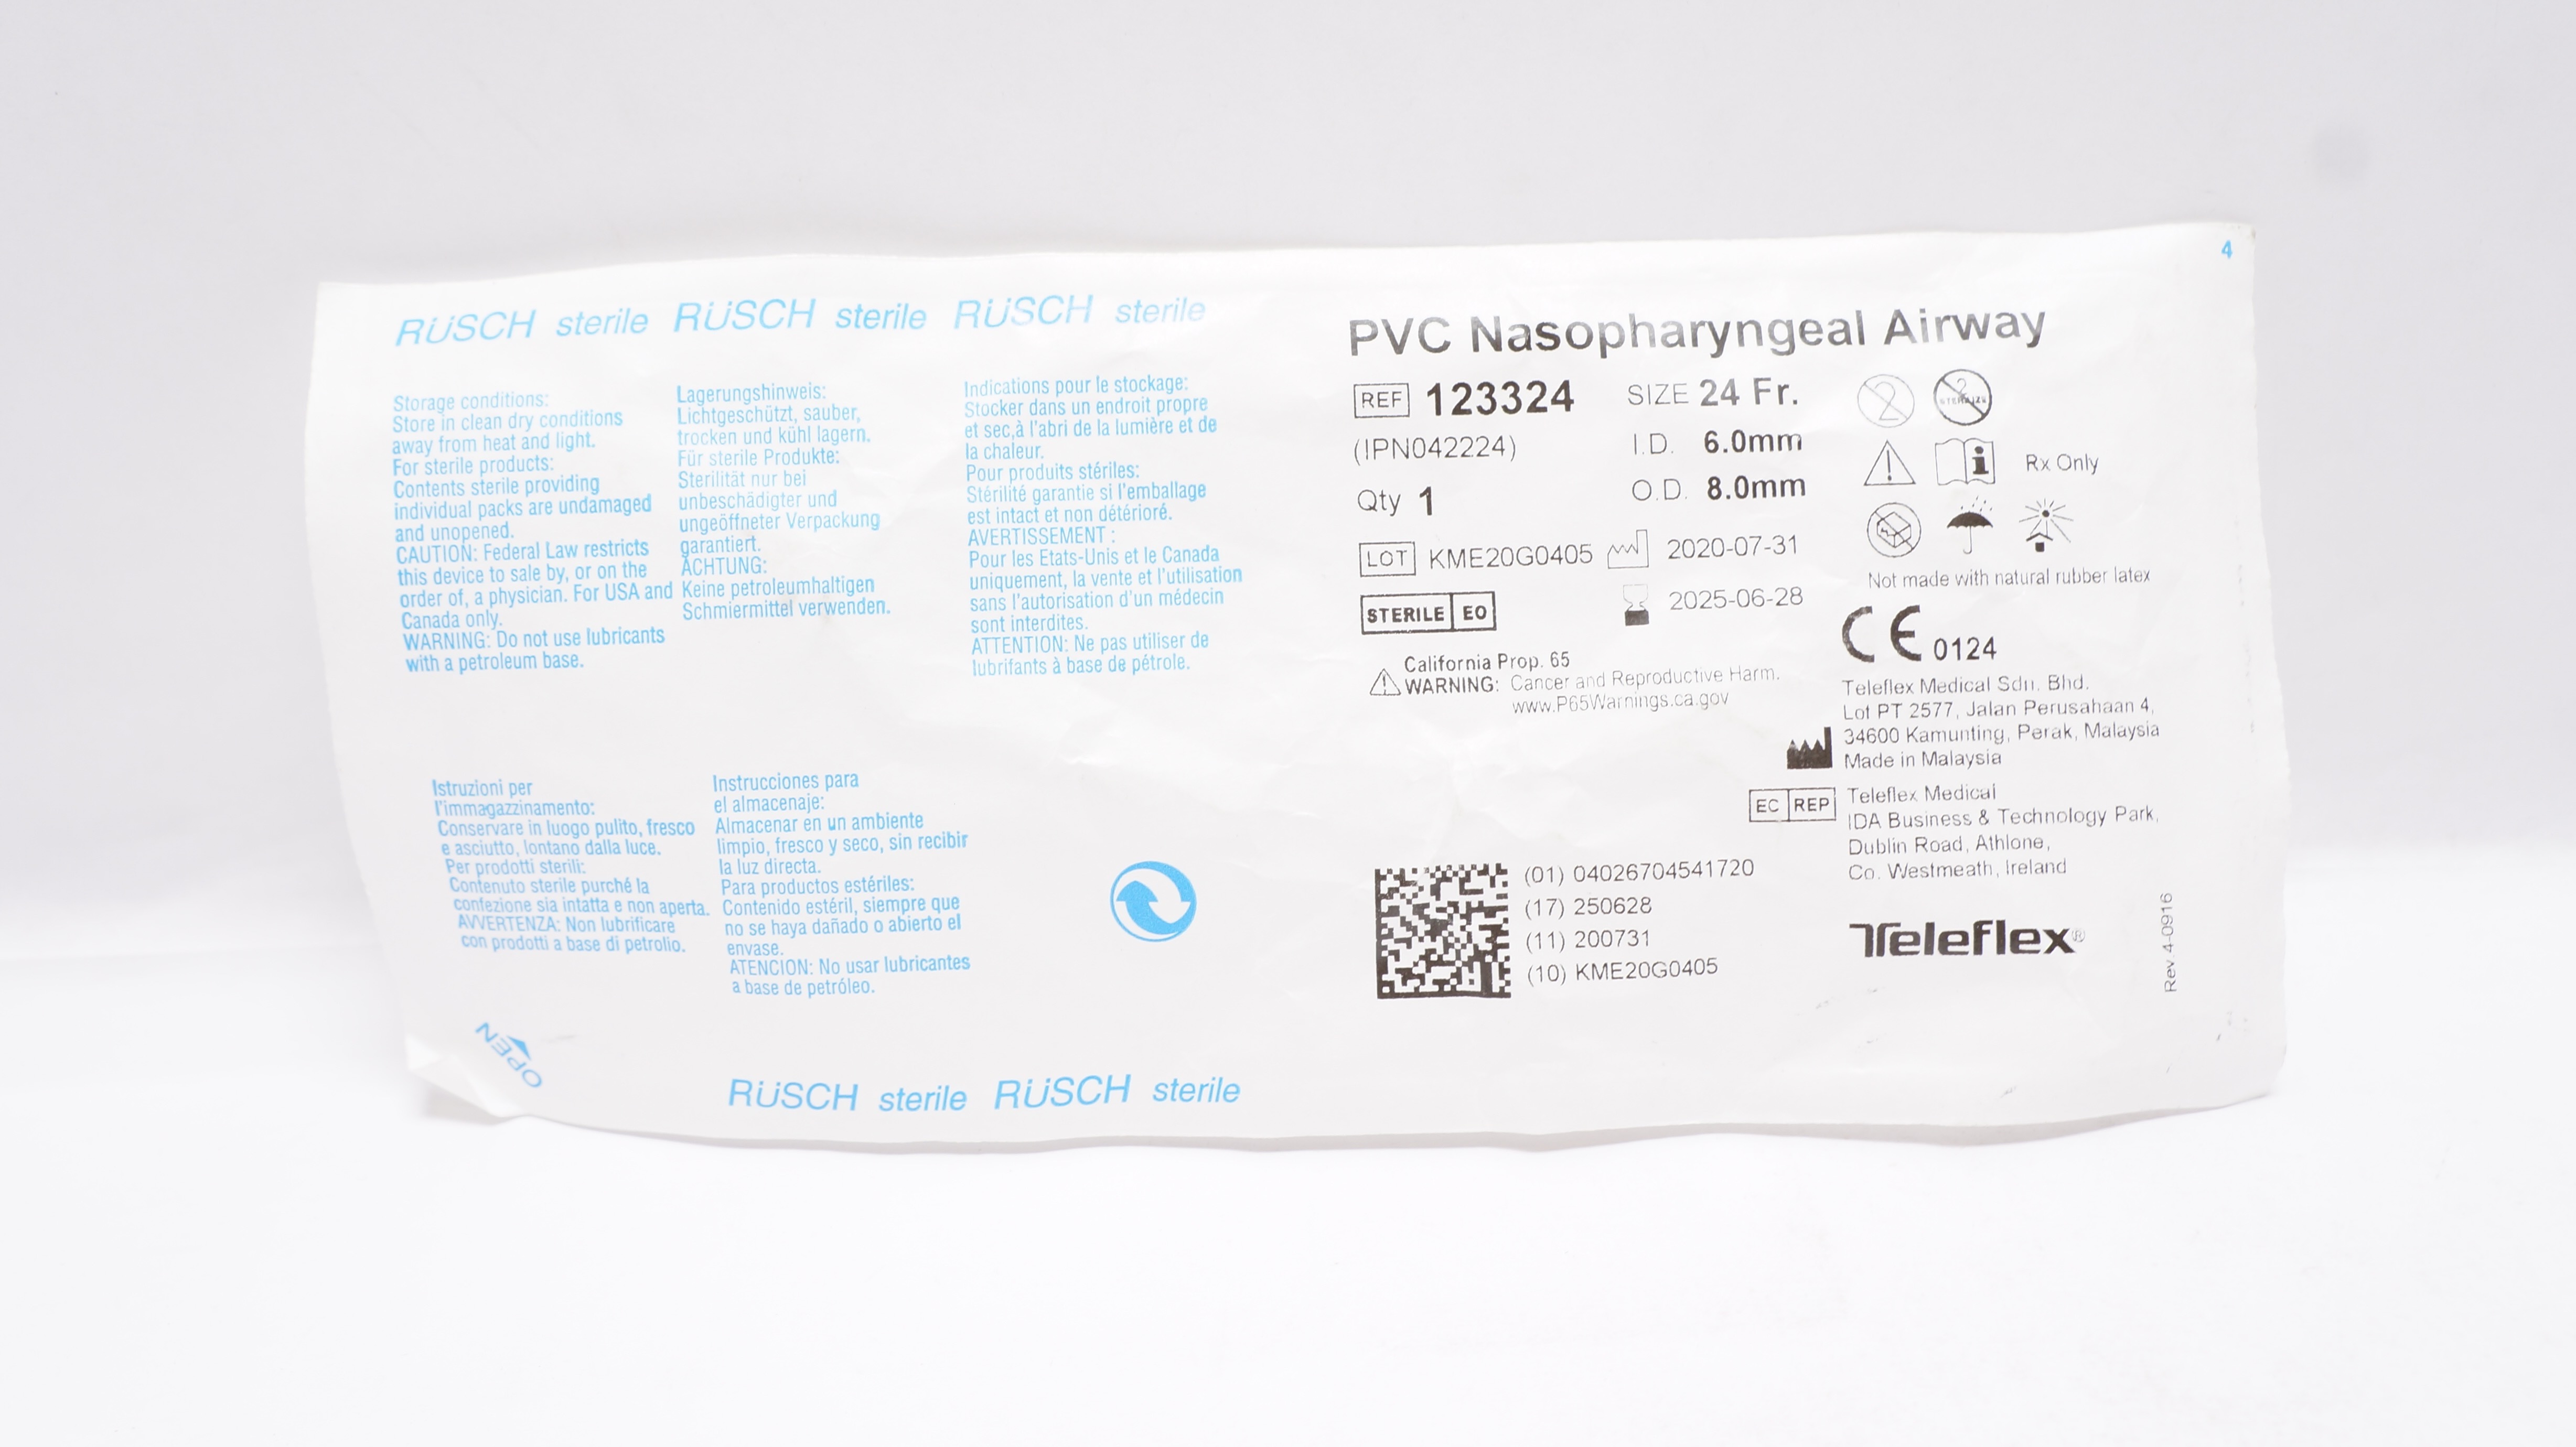 4
RÜSCH sterile RÜSCH sterile RÜSCH sterile
Storage conditions:
Store in clean dry conditions
away from heat and light.
For sterile products:
Contents sterile providing
individual packs are undamaged
and unopened.
CAUTION: Federal Law restricts
this device to sale by, or on the
order of, a physician. For USA and
Canada only.
WARNING: Do not use lubricants
with a petroleum base.
Lagerungshinweis:
Lichtgeschützt, sauber,
trocken und kühl lagern.
Für sterile Produkte:
Sterilität nur bei
unbeschädigter und
ungeöffneter Verpackung
garantiert.
ACHTUNG:
Keine petroleumhaltigen
Schmiermittel verwenden.
Indications pour le stockage:
Stocker dans un endroit propre
et sec,à l'abri de la lumière et de
la chaleur.
Pour produits stériles:
Stérilité garantie si l'emballage
est intact et non détérioré.
AVERTISSEMENT :
Pour les Etats-Unis et le Canada
uniquement, la vente et l'utilisation
sans l'autorisation d'un médecin
sont interdites.
ATTENTION: Ne pas utiliser de
lubrifants à base de pétrole.
Istruzioni per
l'immagazzinamento:
Conservare in luogo pulito, fresco
e asciutto, lontano dalla luce.
Per prodotti sterili:
Contenuto sterile purché la
confezione sia intatta e non aperta.
AVVERTENZA: Non lubrificare
con prodotti a base di petrolio.
Instrucciones para
el almacenaje:
Almacenar en un ambiente
limpio, fresco y seco, sin recibir
la luz directa.
Para productos estériles:
Contenido estéril, siempre que
no se haya dañado o abierto el
envase.
ATENCION: No usar lubricantes
a base de petróleo.
OPEN
RÜSCH sterile RÜSCH sterile
PVC Nasopharyngeal Airway
REF 123324 SIZE 24 Fr.
(IPN042224) I.D. 6.0mm
Qty 1 O.D. 8.0mm
LOT KME20G0405 2020-07-31
STERILE EO 2025-06-28
California Prop. 65
WARNING: Cancer and Reproductive Harm.
www.P65Warnings.ca.gov
2
2
STERILIZE
Rx Only
Not made with natural rubber latex
CE 0124
Teleflex Medical Sdn. Bhd.
Lot PT 2577, Jalan Perusahaan 4,
34600 Kamunting, Perak, Malaysia
Made in Malaysia
EC REP Teleflex Medical
IDA Business & Technology Park,
Dublin Road, Athlone,
Co. Westmeath, Ireland
(01) 04026704541720
(17) 250628
(11) 200731
(10) KME20G0405
Teleflex®
Rev 4-0916